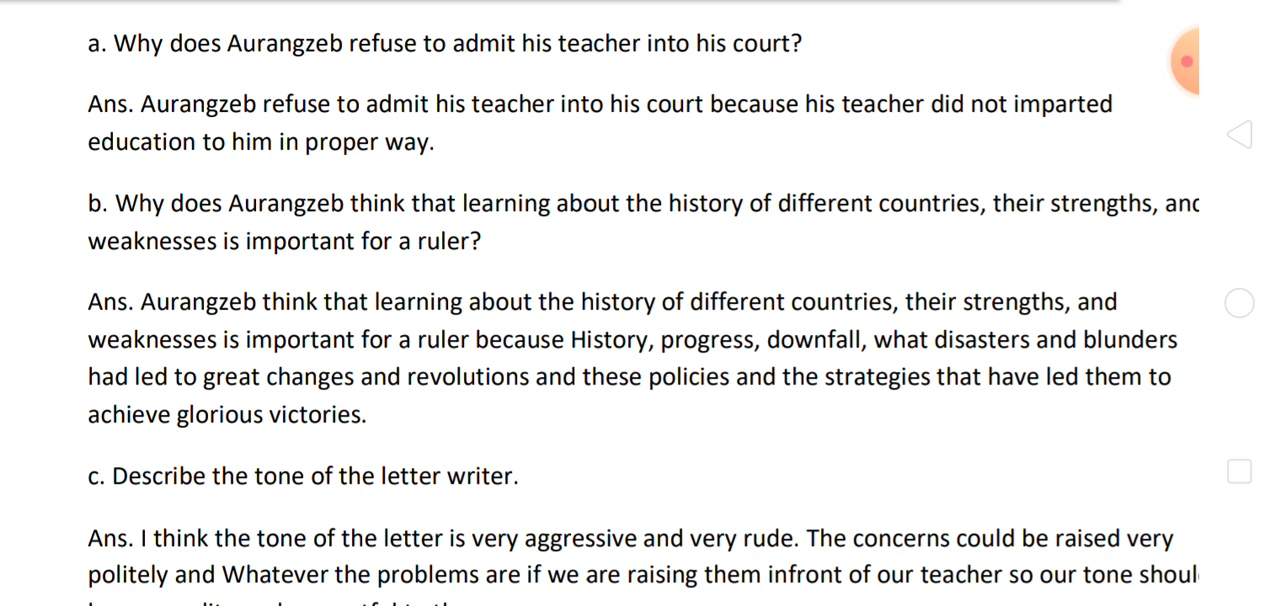 a. Why does Aurangzeb refuse to admit his teacher into his court?
Ans. Aurangzeb refuse to admit his teacher into his court because his teacher did not imparted
education to him in proper way.
b. Why does Aurangzeb think that learning about the history of different countries, their strengths, and
weaknesses is important for a ruler?
Ans. Aurangzeb think that learning about the history of different countries, their strengths, and
weaknesses is important for a ruler because History, progress, downfall, what disasters and blunders
had led to great changes and revolutions and these policies and the strategies that have led them to
achieve glorious victories.
c. Describe the tone of the letter writer.
Ans. I think the tone of the letter is very aggressive and very rude. The concerns could be raised very
politely and Whatever the problems are if we are raising them infront of our teacher so our tone shoul